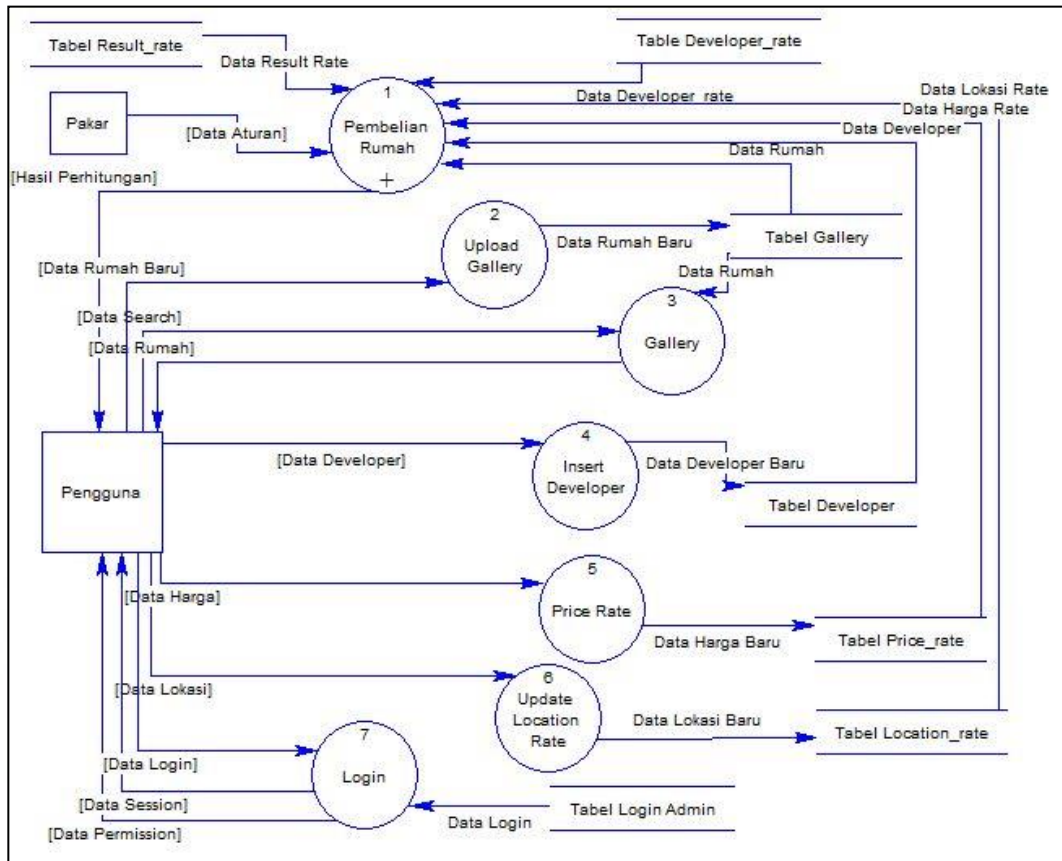 Tabel Result_rate
Table Developer_rate
Data Result Rate
Data Developer_rate
Data Lokasi Rate
Data Harga Rate
Data Developer
Data Rumah
Pakar
[Data Aturan]
1
Pembelian
Rumah
+
[Hasil Perhitungan]
2
Upload
Gallery
Data Rumah Baru
Tabel Gallery
[Data Rumah Baru]
Data Rumah
3
Gallery
[Data Search]
[Data Rumah]
Pengguna
[Data Developer]
4
Insert
Developer
Data Developer Baru
Tabel Developer
[Data Harga]
5
Price Rate
Data Harga Baru
Tabel Price_rate
[Data Lokasi]
6
Update
Location
Rate
Data Lokasi Baru
Tabel Location_rate
7
Login
[Data Login]
[Data Session]
[Data Permission]
Data Login
Tabel Login Admin